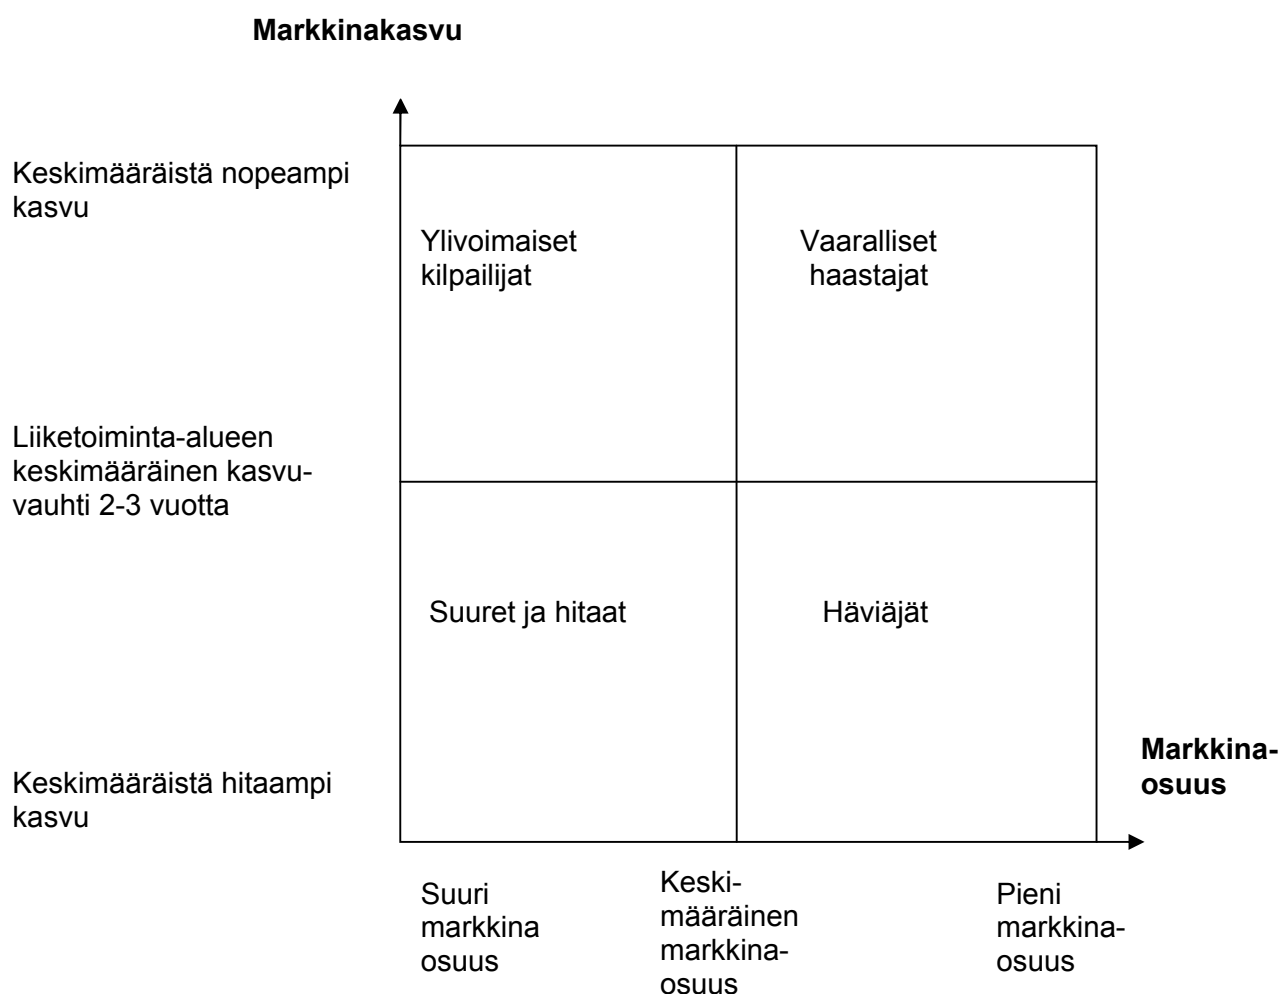 Markkinakasvu
Keskimääräistä nopeampi
kasvu
Ylivoimaiset
kilpailijat
Vaaralliset
haastajat
Liiketoiminta-alueen
keskimääräinen kasvu-
vauhti 2-3 vuotta
Suuret ja hitaat
Häviäjät
Markkina-
osuus
Keskimääräistä hitaampi
kasvu
Suuri
markkina
osuus
Keski-
määräinen
markkina-
osuus
Pieni
markkina-
osuus